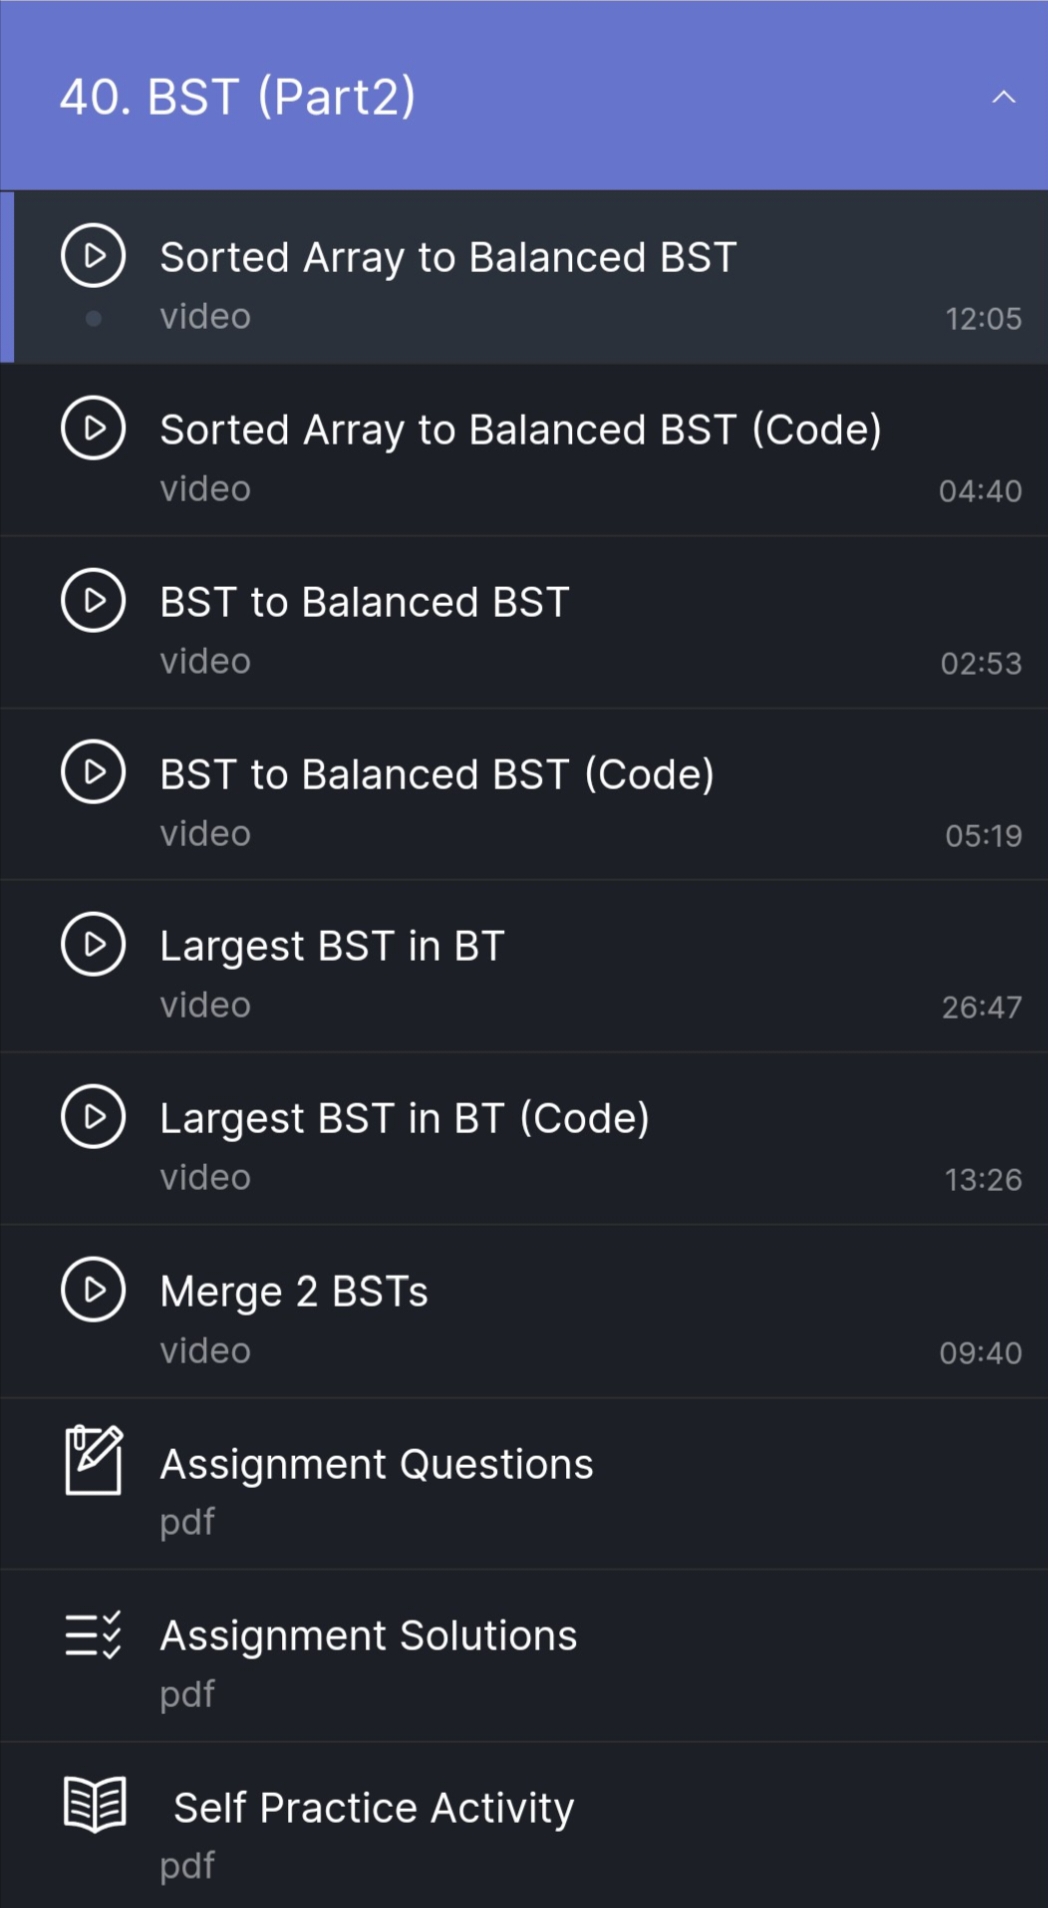 40. BST (Part2)
Sorted Array to Balanced BST
video
12:05
Sorted Array to Balanced BST (Code)
video
04:40
BST to Balanced BST
video
02:53
BST to Balanced BST (Code)
video
05:19
Largest BST in BT
video
26:47
Largest BST in BT (Code)
video
13:26
Merge 2 BSTs
video
09:40
Assignment Questions
pdf
Assignment Solutions
pdf
Self Practice Activity
pdf